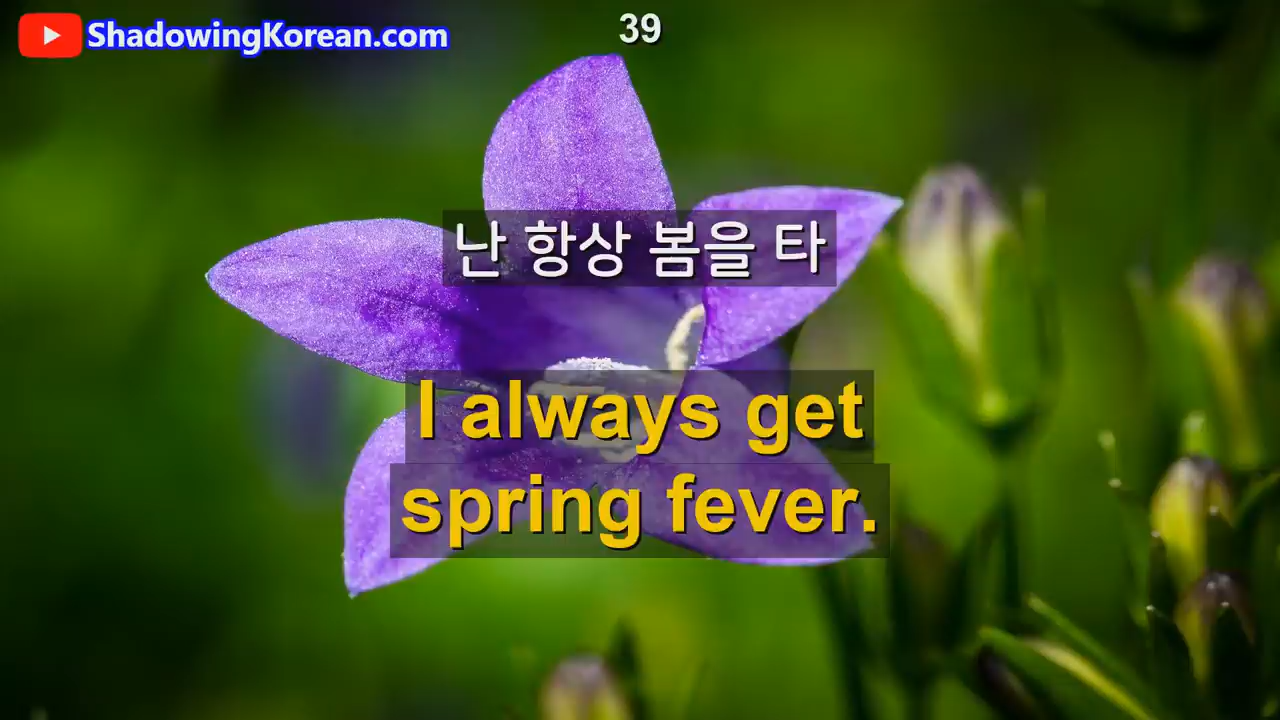 ShadowingKorean.com
39
난 항상 봄을 타
I always get
spring fever.